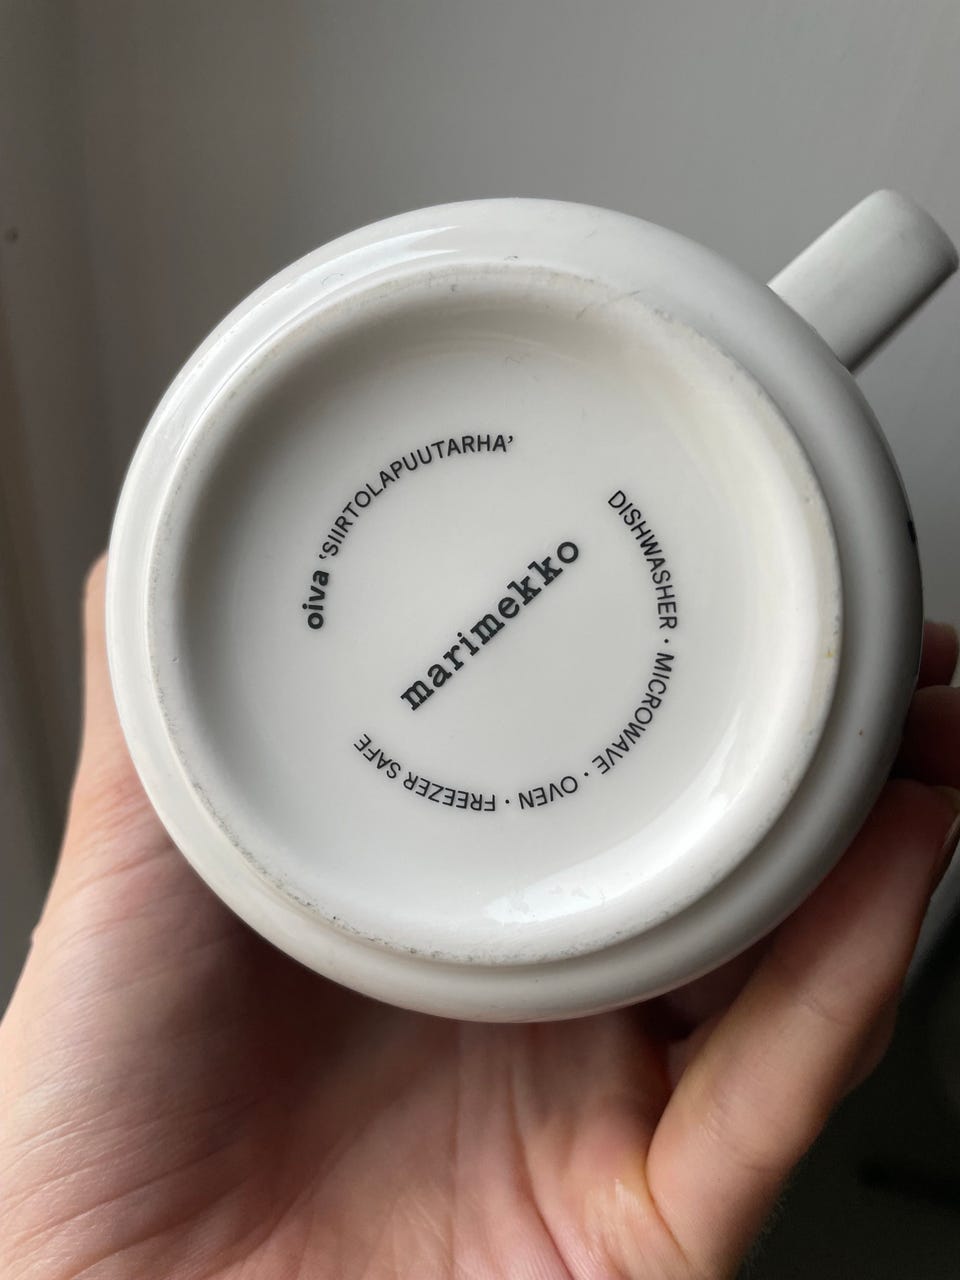 oiva ‘SIIRTOLAPUUTARHA’
marimekko
DISHWASHER · MICROWAVE · OVEN · FREEZER SAFE